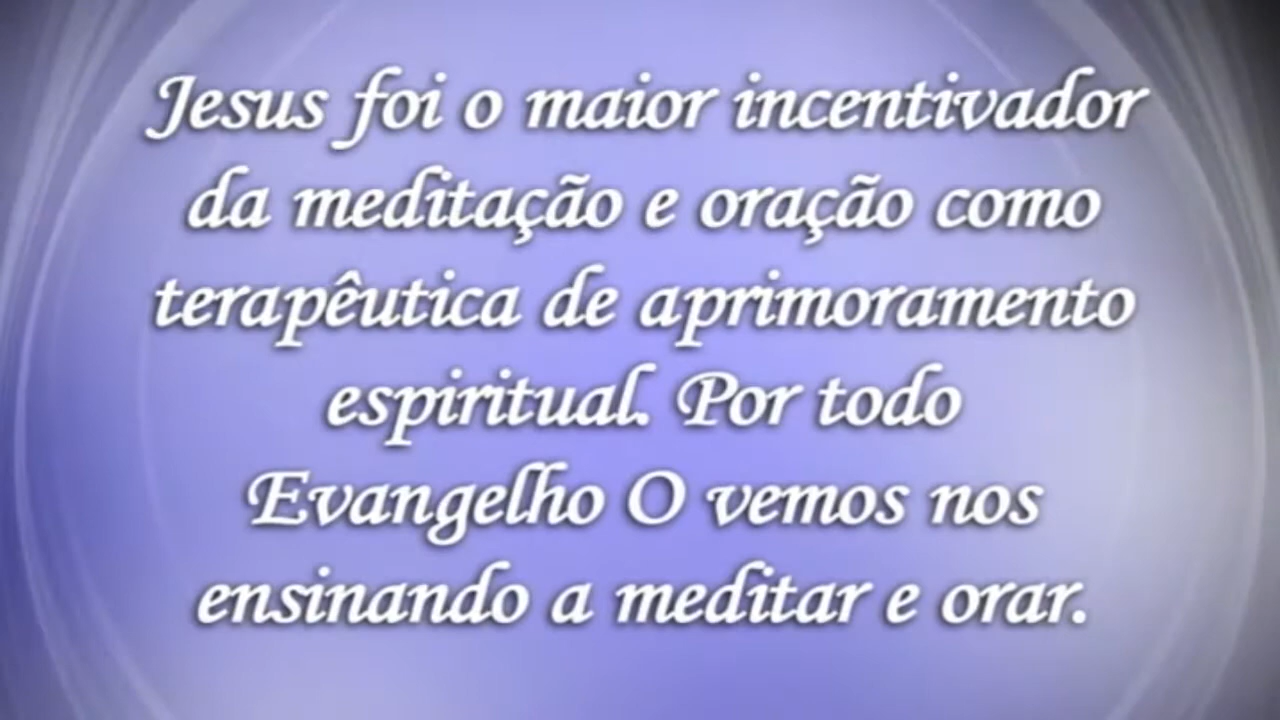 Jesus foi o maior incentivador
da meditação e oração como
terapêutica de aprimoramento
espiritual. Por todo
Evangelho O vemos nos
ensinando a meditar e orar.